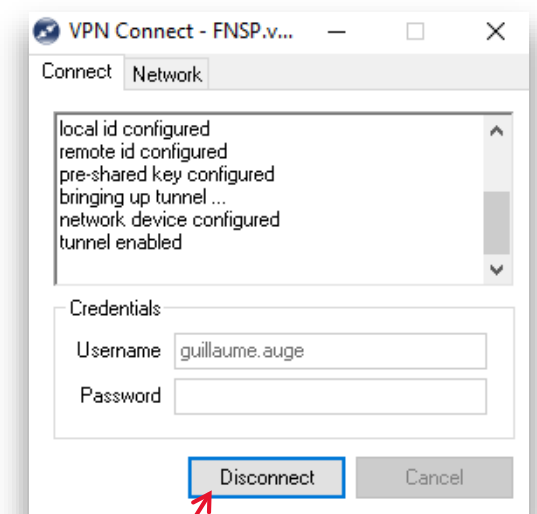 VPN Connect - FNSP.v...
Connect Network
local id configured
remote id configured
pre-shared key configured
bringing up tunnel ...
network device configured
tunnel enabled
Credentials
Username guillaume.auge
Password
Disconnect Cancel